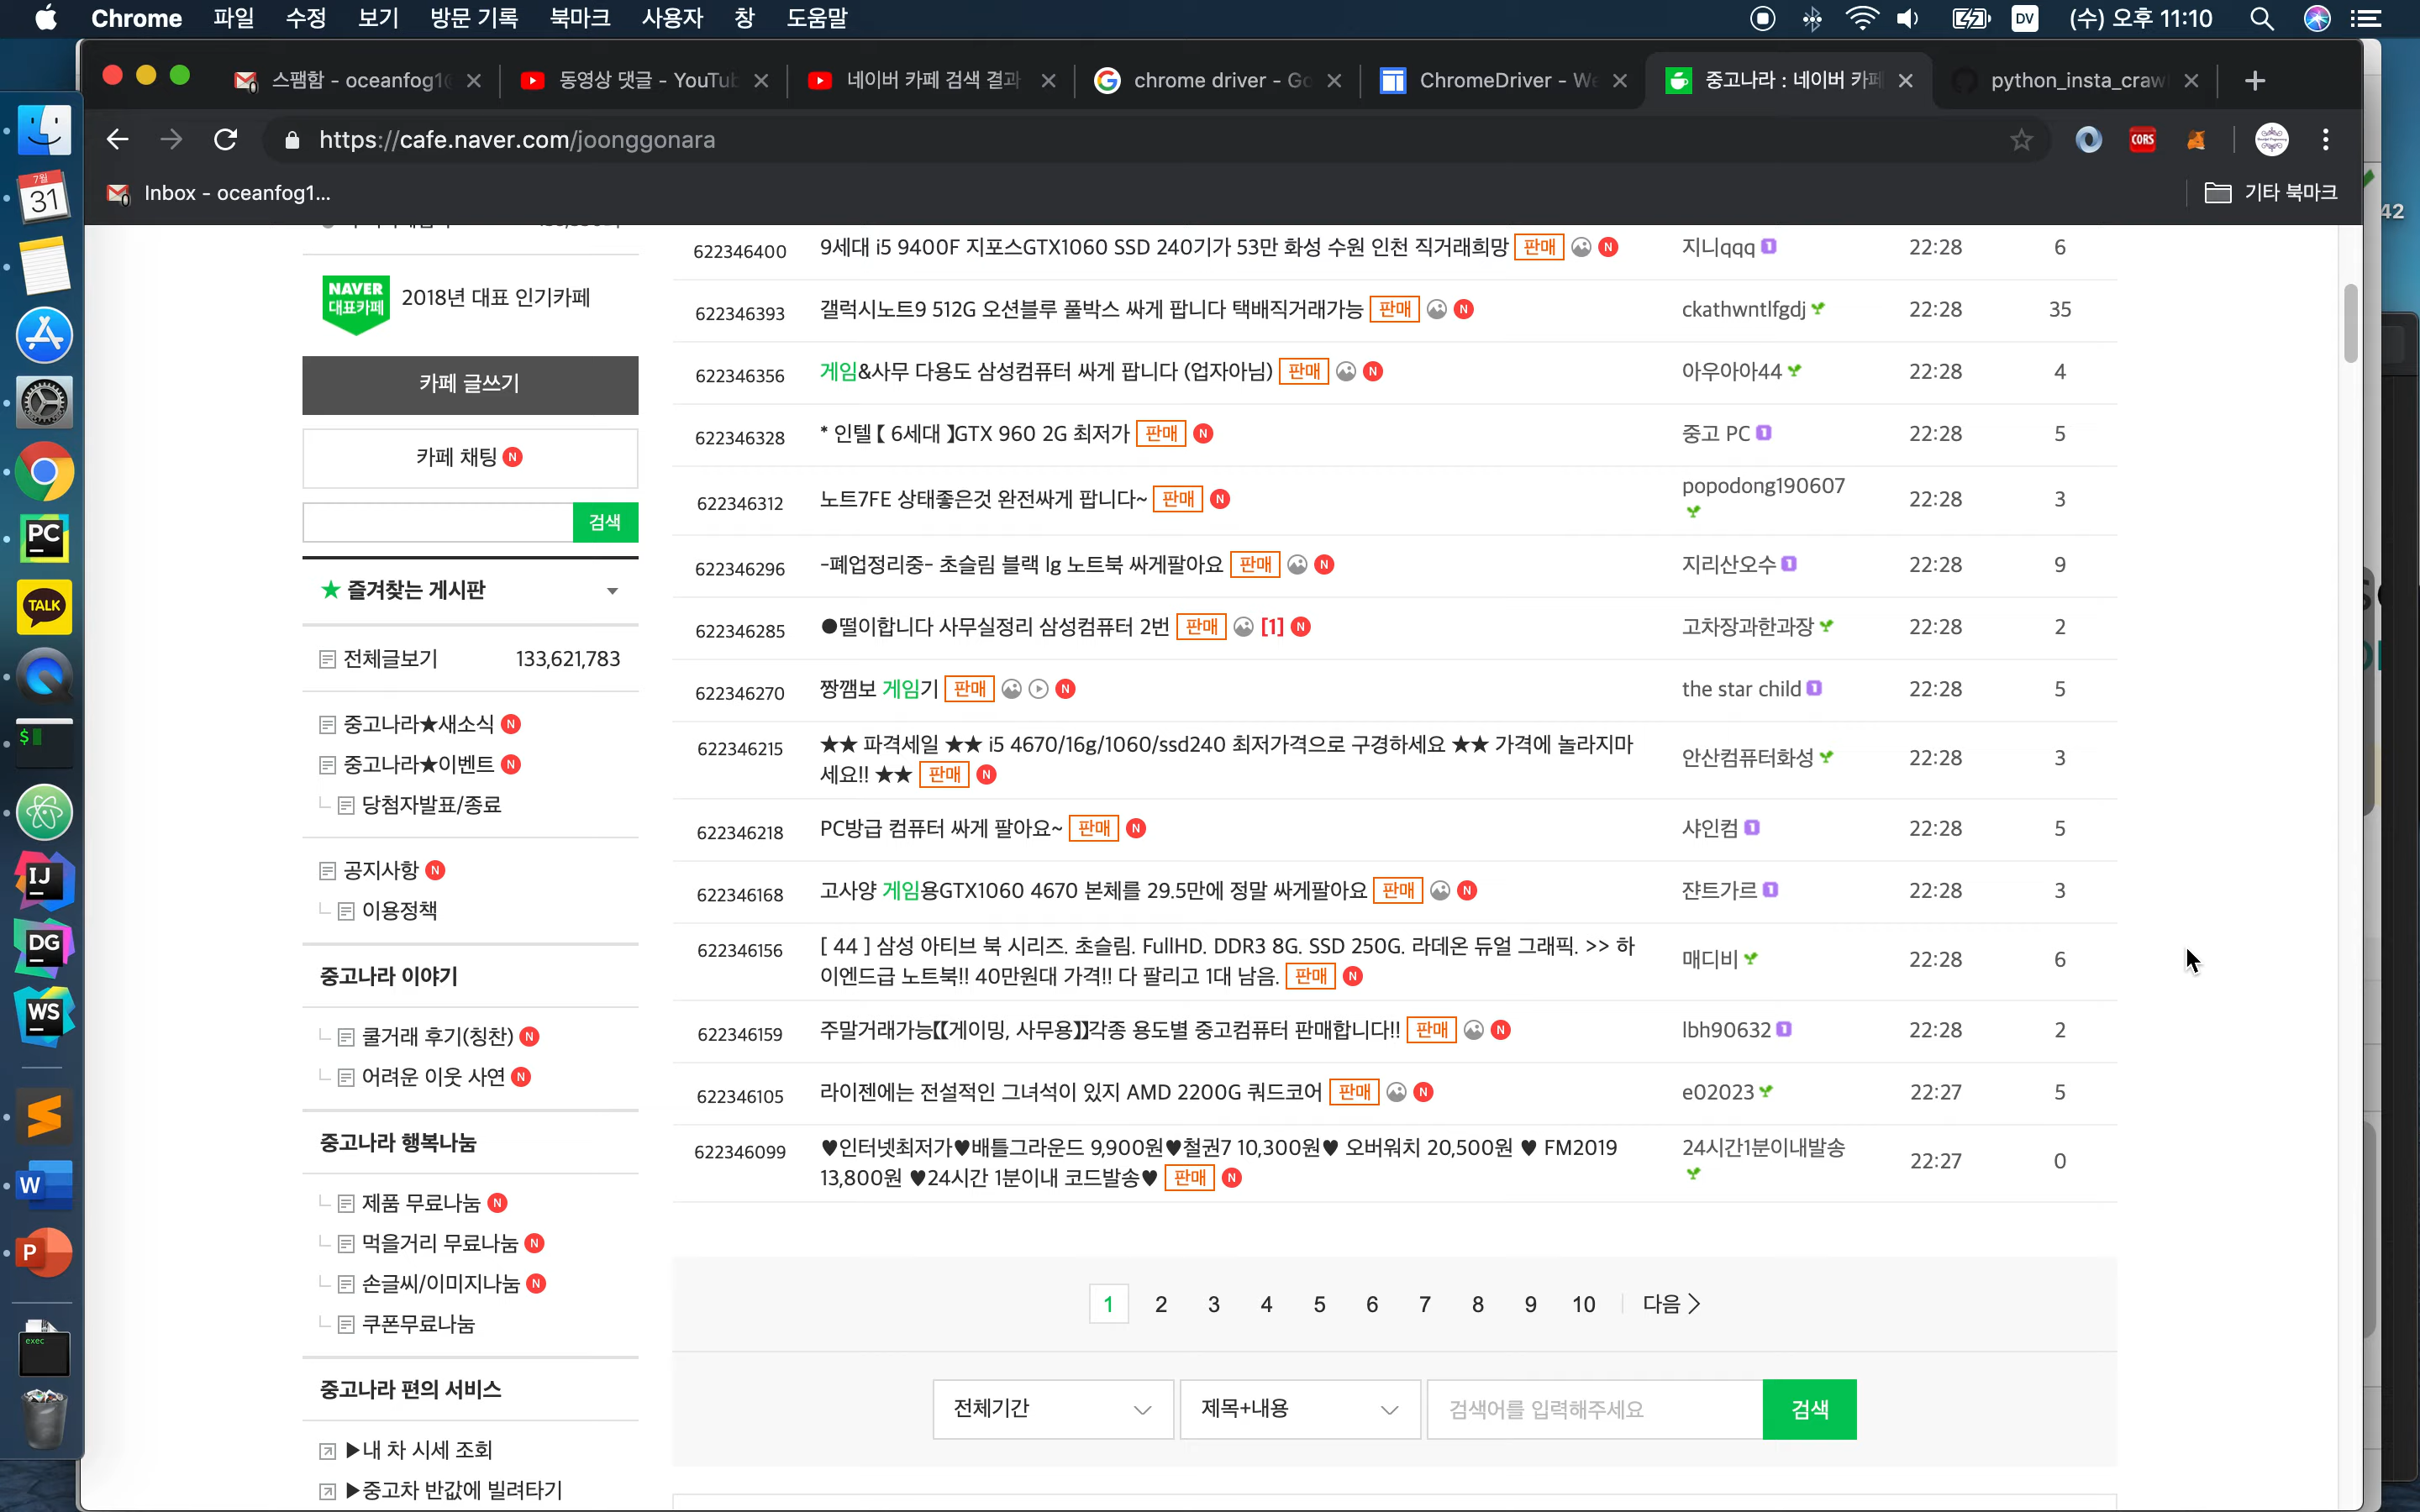 Chrome 파일 수정 보기 방문 기록 북마크 사용자 창 도움말 DV (수) 오후 11:10
스팸함 - oceanfog1 동영상 댓글 - YouTub 네이버 카페 검색 결과 chrome driver - Go ChromeDriver - We 중고나라 : 네이버 카페 python_insta_craw
https://cafe.naver.com/joonggonara CORS
Inbox - oceanfog1... 기타 북마크
7월
31
PC
TALK
$
IJ
DG
WS
W
P
exec
42
NAVER
대표카페 2018년 대표 인기카페
카페 글쓰기
카페 채팅 N
검색
★ 즐겨찾는 게시판
전체글보기 133,621,783
중고나라★새소식 N
중고나라★이벤트 N
당첨자발표/종료
공지사항 N
이용정책
중고나라 이야기
쿨거래 후기(칭찬) N
어려운 이웃 사연 N
중고나라 행복나눔
제품 무료나눔 N
먹을거리 무료나눔 N
손글씨/이미지나눔 N
쿠폰무료나눔
중고나라 편의 서비스
▶내 차 시세 조회
▶중고차 반값에 빌려타기
622346400 9세대 i5 9400F 지포스GTX1060 SSD 240기가 53만 화성 수원 인천 직거래희망 판매 N 지니qqq 1 22:28 6
622346393 갤럭시노트9 512G 오션블루 풀박스 싸게 팝니다 택배직거래가능 판매 N ckathwntlfgdj 22:28 35
622346356 게임&사무 다용도 삼성컴퓨터 싸게 팝니다 (업자아님) 판매 N 아우아아44 22:28 4
622346328 * 인텔【 6세대 】GTX 960 2G 최저가 판매 N 중고 PC 1 22:28 5
622346312 노트7FE 상태좋은것 완전싸게 팝니다~ 판매 N popodong190607 22:28 3
622346296 -폐업정리중- 초슬림 블랙 lg 노트북 싸게팔아요 판매 N 지리산오수 1 22:28 9
622346285 ●떨이합니다 사무실정리 삼성컴퓨터 2번 판매 [1] N 고차장과한과장 22:28 2
622346270 짱깸보 게임기 판매 N the star child 1 22:28 5
622346215 ★★ 파격세일 ★★ i5 4670/16g/1060/ssd240 최저가격으로 구경하세요 ★★ 가격에 놀라지마
세요!! ★★ 판매 N 안산컴퓨터화성 22:28 3
622346218 PC방급 컴퓨터 싸게 팔아요~ 판매 N 샤인컴 1 22:28 5
622346168 고사양 게임용GTX1060 4670 본체를 29.5만에 정말 싸게팔아요 판매 N 쟌트가르 1 22:28 3
622346156 [ 44 ] 삼성 아티브 북 시리즈. 초슬림. FullHD. DDR3 8G. SSD 250G. 라데온 듀얼 그래픽. >> 하
이엔드급 노트북!! 40만원대 가격!! 다 팔리고 1대 남음. 판매 N 매디비 22:28 6
622346159 주말거래가능【【게이밍, 사무용】】각종 용도별 중고컴퓨터 판매합니다!! 판매 N lbh90632 1 22:28 2
622346105 라이젠에는 전설적인 그녀석이 있지 AMD 2200G 쿼드코어 판매 N e02023 22:27 5
622346099 ♥인터넷최저가♥배틀그라운드 9,900원♥철권7 10,300원♥ 오버워치 20,500원 ♥ FM2019
13,800원 ♥24시간 1분이내 코드발송♥ 판매 N 24시간1분이내발송 22:27 0
1 2 3 4 5 6 7 8 9 10 다음 >
전체기간 제목+내용 검색어를 입력해주세요 검색